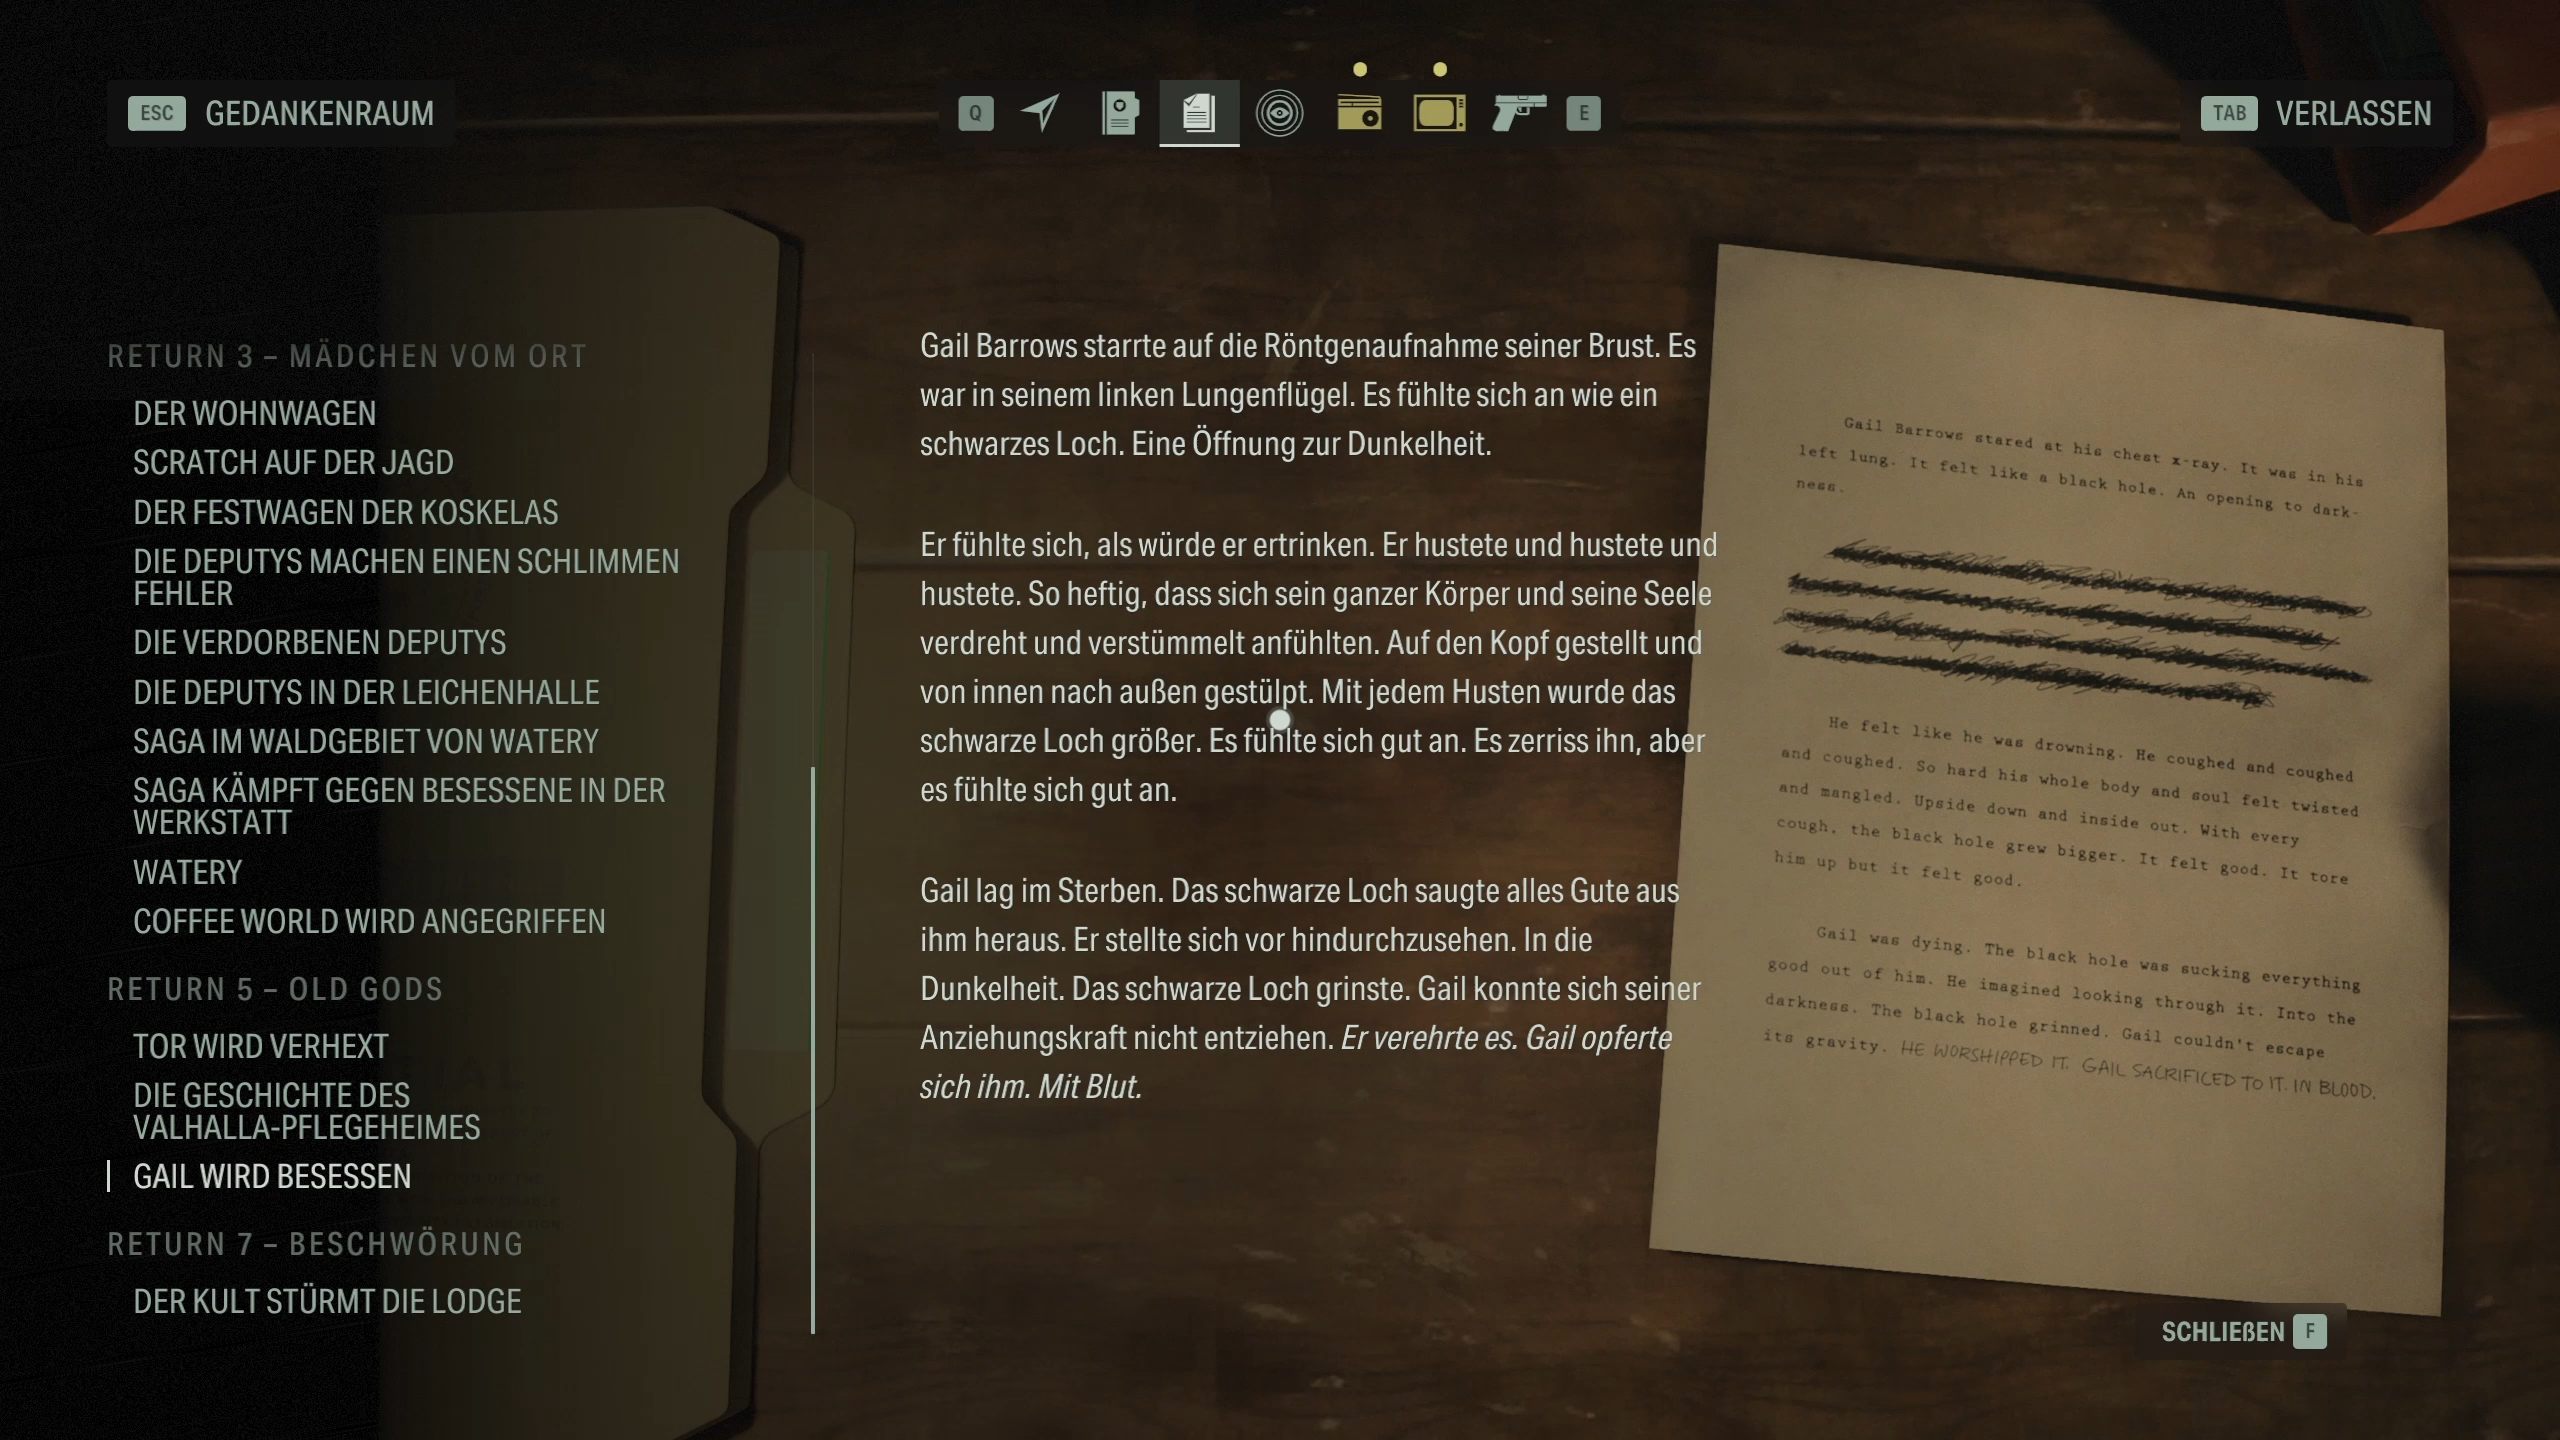 ESC GEDANKENRAUM
Q
E
TAB VERLASSEN
RETURN 3 – MÄDCHEN VOM ORT
DER WOHNWAGEN
SCRATCH AUF DER JAGD
DER FESTWAGEN DER KOSKELAS
DIE DEPUTYS MACHEN EINEN SCHLIMMEN
FEHLER
DIE VERDORBENEN DEPUTYS
DIE DEPUTYS IN DER LEICHENHALLE
SAGA IM WALDGEBIET VON WATERY
SAGA KÄMPFT GEGEN BESESSENE IN DER
WERKSTATT
WATERY
COFFEE WORLD WIRD ANGEGRIFFEN
RETURN 5 – OLD GODS
TOR WIRD VERHEXT
DIE GESCHICHTE DES
VALHALLA-PFLEGEHEIMES
GAIL WIRD BESESSEN
RETURN 7 – BESCHWÖRUNG
DER KULT STÜRMT DIE LODGE
Gail Barrows starrte auf die Röntgenaufnahme seiner Brust. Es
war in seinem linken Lungenflügel. Es fühlte sich an wie ein
schwarzes Loch. Eine Öffnung zur Dunkelheit.
Er fühlte sich, als würde er ertrinken. Er hustete und hustete und
hustete. So heftig, dass sich sein ganzer Körper und seine Seele
verdreht und verstümmelt anfühlten. Auf den Kopf gestellt und
von innen nach außen gestülpt. Mit jedem Husten wurde das
schwarze Loch größer. Es fühlte sich gut an. Es zerriss ihn, aber
es fühlte sich gut an.
Gail lag im Sterben. Das schwarze Loch saugte alles Gute aus
ihm heraus. Er stellte sich vor hindurchzusehen. In die
Dunkelheit. Das schwarze Loch grinste. Gail konnte sich seiner
Anziehungskraft nicht entziehen. Er verehrte es. Gail opferte
sich ihm. Mit Blut.
Gail Barrows stared at his chest x-ray. It was in his
left lung. It felt like a black hole. An opening to dark-
ness.
He felt like he was drowning. He coughed and coughed
and coughed. So hard his whole body and soul felt twisted
and mangled. Upside down and inside out. With every
cough, the black hole grew bigger. It felt good. It tore
him up but it felt good.
Gail was dying. The black hole was sucking everything
good out of him. He imagined looking through it. Into the
darkness. The black hole grinned. Gail couldn't escape
its gravity. HE WORSHIPPED IT. GAIL SACRIFICED TO IT. IN BLOOD.
SCHLIEßEN F